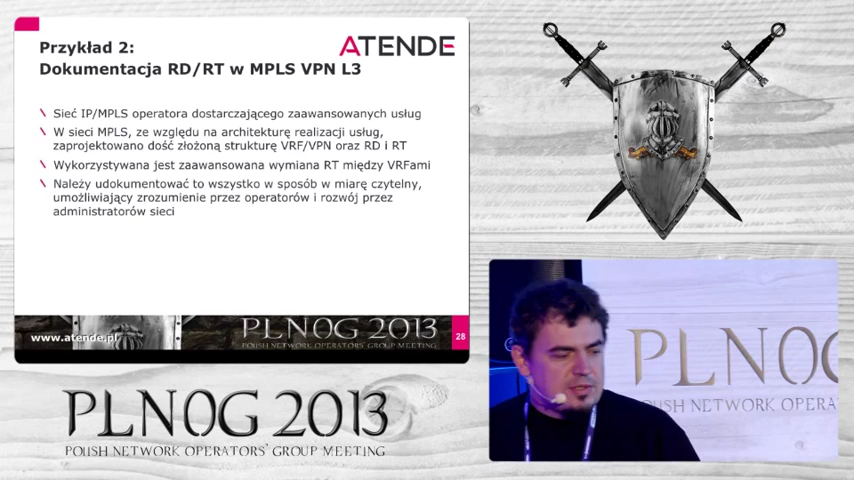 Przykład 2:
Dokumentacja RD/RT w MPLS VPN L3
ATENDE
\ Sieć IP/MPLS operatora dostarczającego zaawansowanych usług
\ W sieci MPLS, ze względu na architekturę realizacji usług,
zaprojektowano dość złożoną strukturę VRF/VPN oraz RD i RT
\ Wykorzystywana jest zaawansowana wymiana RT między VRFami
\ Należy udokumentować to wszystko w sposób w miarę czytelny,
umożliwiający zrozumienie przez operatorów i rozwój przez
administratorów sieci
www.atende.pl
PLNOG 2013
POLISH NETWORK OPERATORS' GROUP MEETING
28
PLNOG 2013
POLISH NETWORK OPERATORS' GROUP MEETING
PLNOG
POLISH NETWORK OPERA